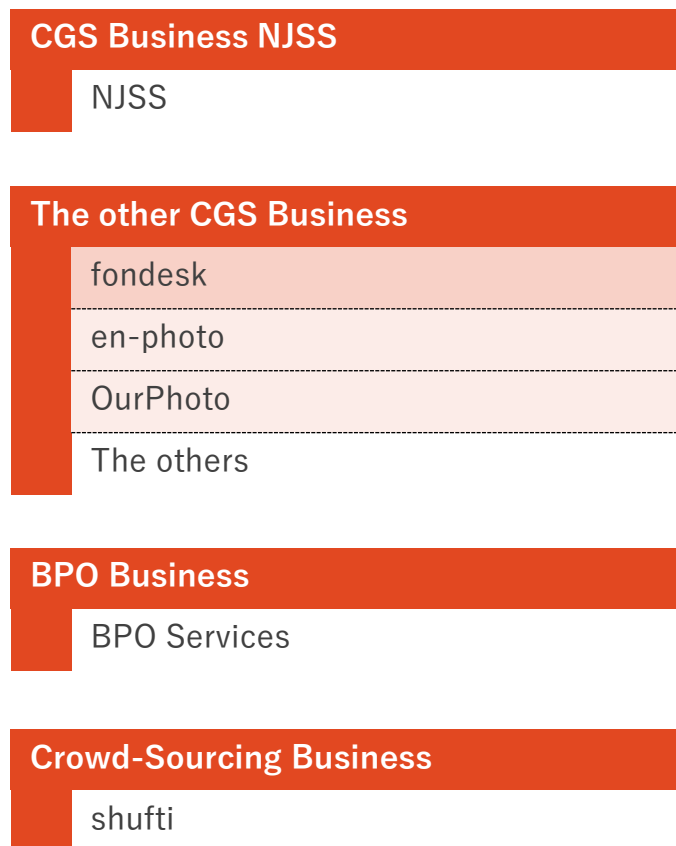 CGS Business NJSS
NJSS
The other CGS Business
fondesk
en-photo
OurPhoto
The others
BPO Business
BPO Services
Crowd-Sourcing Business
shufti